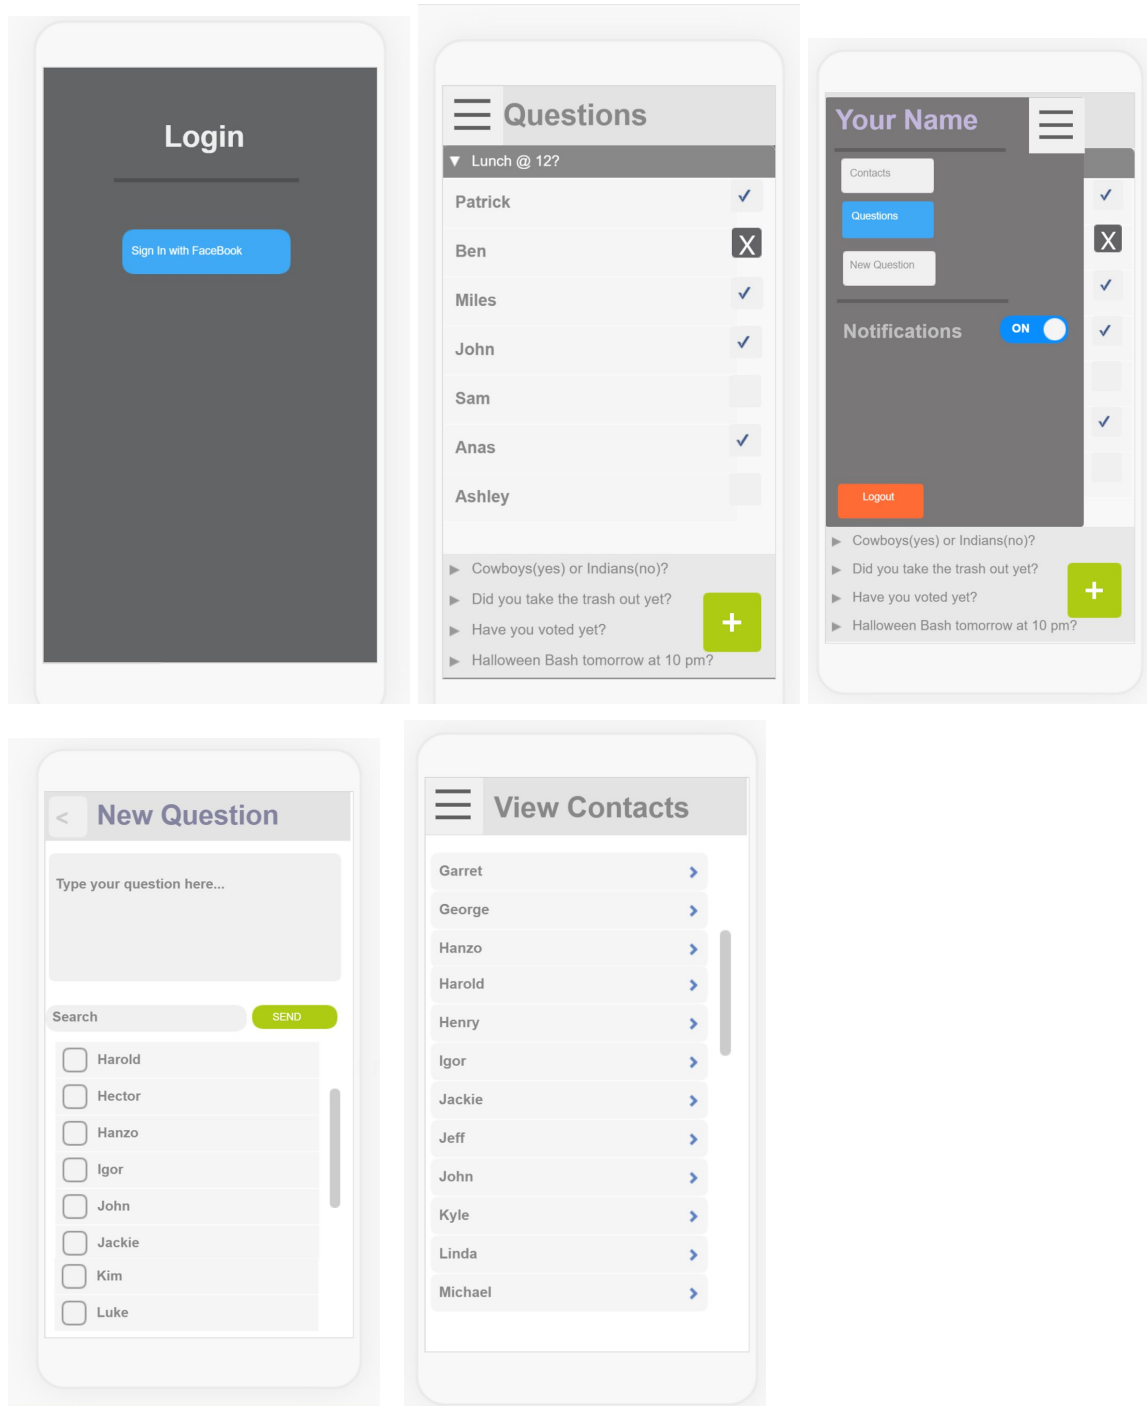 Login
Sign In with FaceBook
Questions
▼ Lunch @ 12?
Patrick ✓
Ben X
Miles ✓
John ✓
Sam
Anas ✓
Ashley
► Cowboys(yes) or Indians(no)?
► Did you take the trash out yet?
► Have you voted yet?
► Halloween Bash tomorrow at 10 pm?
+
Your Name
Contacts
Questions
New Question
Notifications ON
Logout
✓
X
✓
✓
✓
► Cowboys(yes) or Indians(no)?
► Did you take the trash out yet?
► Have you voted yet?
► Halloween Bash tomorrow at 10 pm?
+
< New Question
Type your question here...
Search SEND
Harold
Hector
Hanzo
Igor
John
Jackie
Kim
Luke
View Contacts
Garret
George
Hanzo
Harold
Henry
Igor
Jackie
Jeff
John
Kyle
Linda
Michael